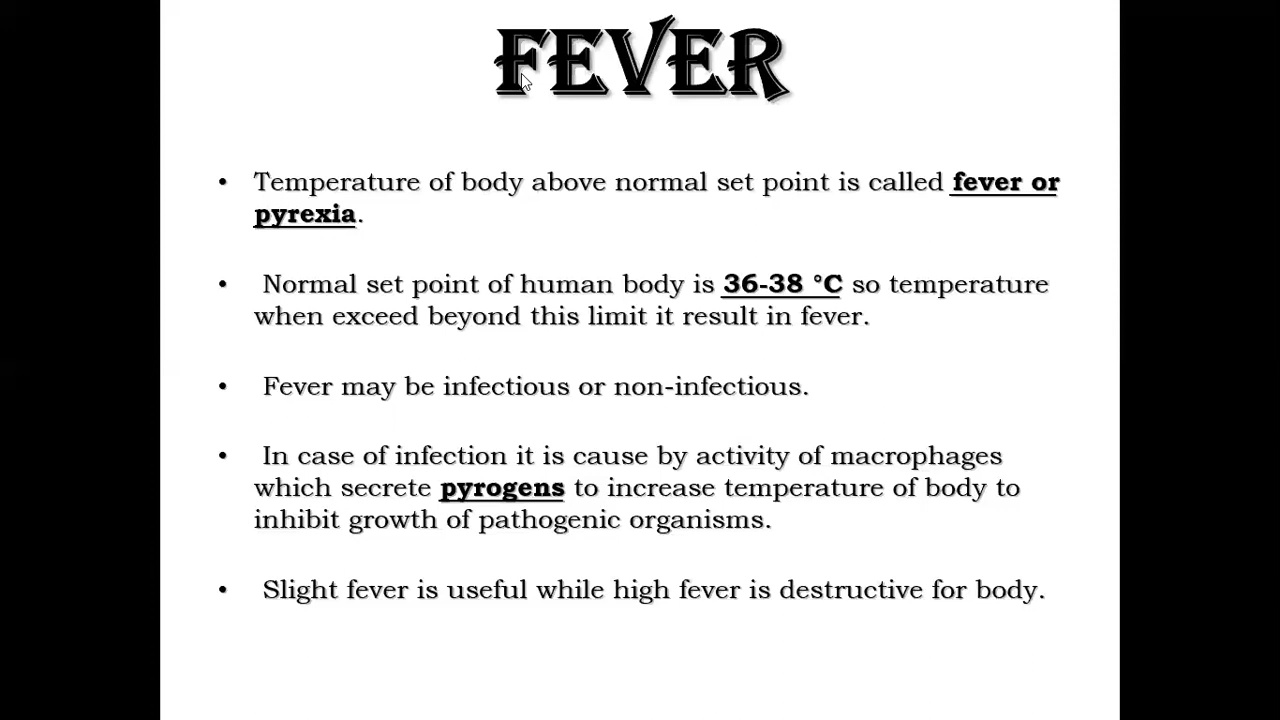 FEVER
• Temperature of body above normal set point is called fever or
pyrexia.
• Normal set point of human body is 36-38 °C so temperature
when exceed beyond this limit it result in fever.
• Fever may be infectious or non-infectious.
• In case of infection it is cause by activity of macrophages
which secrete pyrogens to increase temperature of body to
inhibit growth of pathogenic organisms.
• Slight fever is useful while high fever is destructive for body.